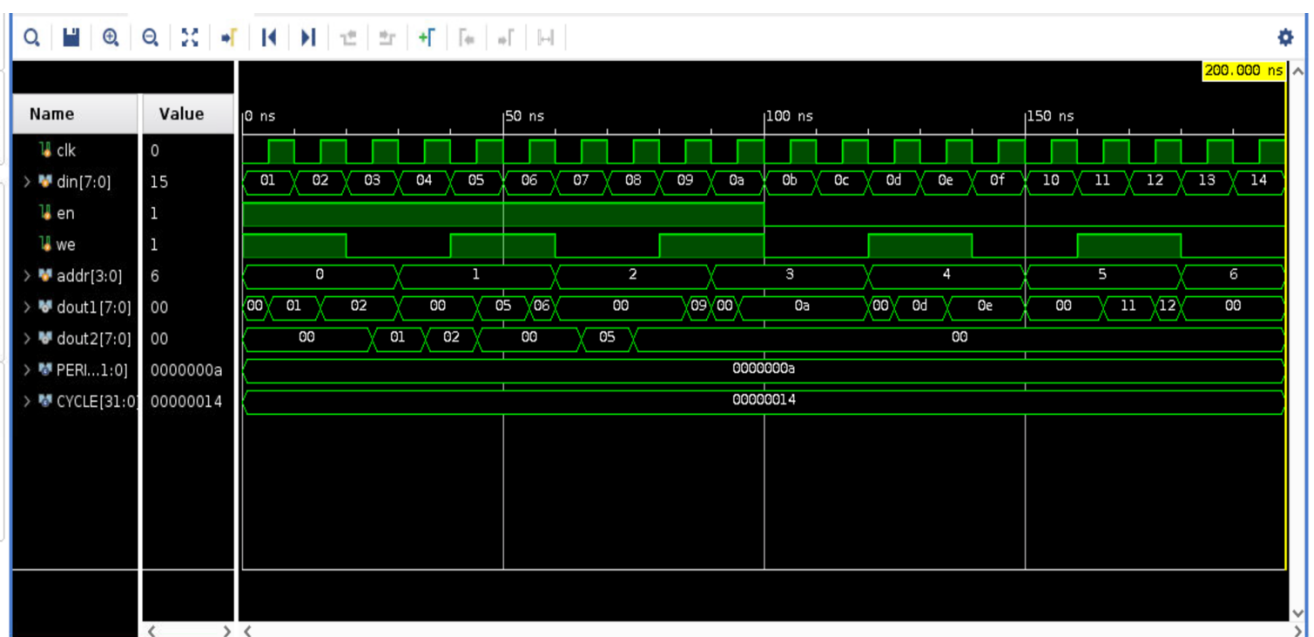 200.000 ns
Name Value 0 ns 50 ns 100 ns 150 ns
clk 0
din[7:0] 15 01 02 03 04 05 06 07 08 09 0a 0b 0c 0d 0e 0f 10 11 12 13 14
en 1
we 1
addr[3:0] 6 0 1 2 3 4 5 6
dout1[7:0] 00 00 01 02 00 05 06 00 09 00 0a 00 0d 0e 00 11 12 00
dout2[7:0] 00 00 01 02 00 05 00
PERI...1:0] 0000000a 0000000a
CYCLE[31:0] 00000014 00000014